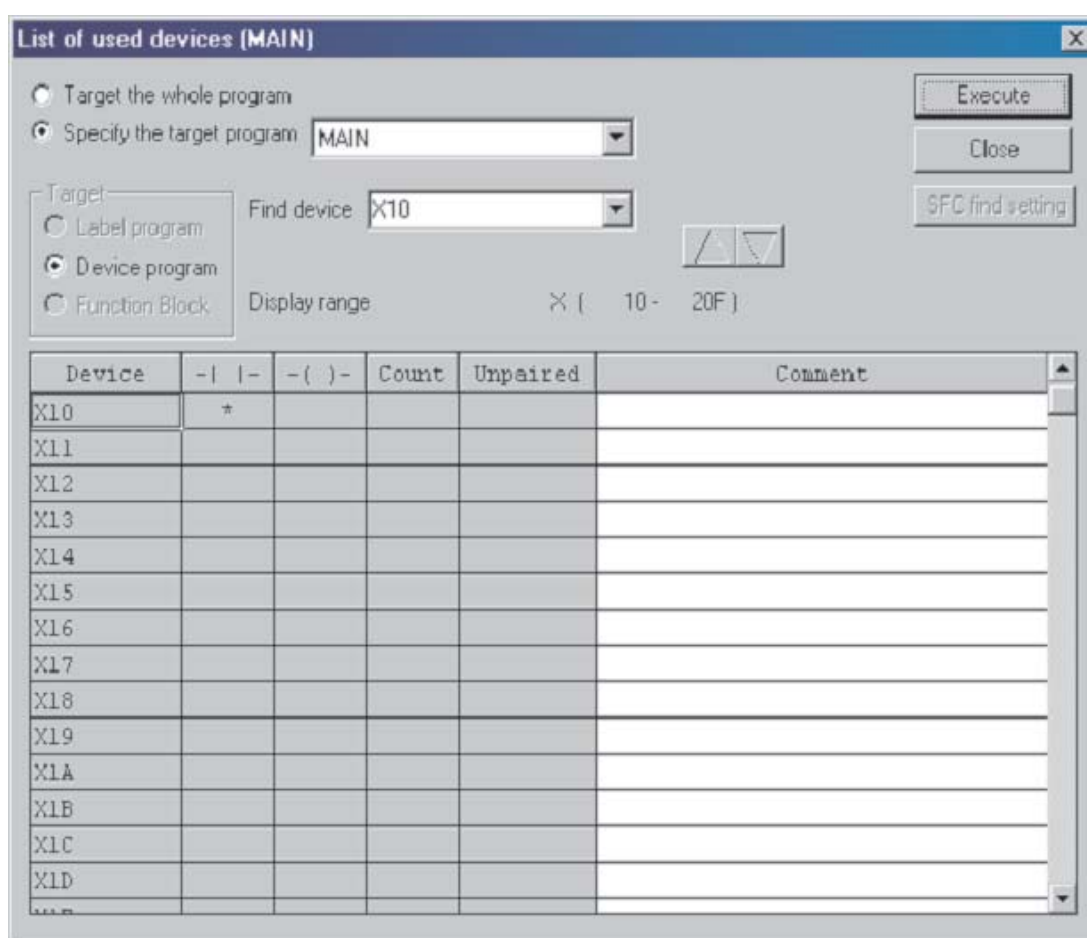 List of used devices (MAIN)
Target the whole program
Execute
Specify the target program MAIN
Close
Target
Find device X10
SFC find setting
Label program
Device program
Function Block
Display range X ( 10 - 20F )
Device -| |- -( )- Count Unpaired Comment
X10 *
X11
X12
X13
X14
X15
X16
X17
X18
X19
X1A
X1B
X1C
X1D